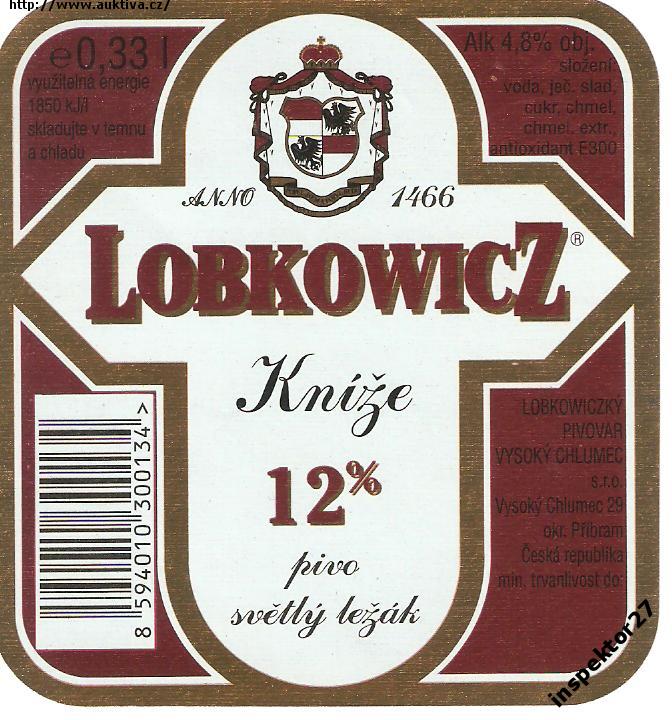 http://www.auktiva.cz/
e0,33 l
využitelná energie
1850 kJ/l
skladujte v temnu
a chladu
Alk 4,8% obj.
složení:
voda, ječ. slad,
cukr, chmel,
chmel. extr.,
antioxidant E300
ANNO 1466
LOBKOWICZ®
Kníže
12%
pivo
světlý ležák
8 594010 300134 >
LOBKOWICZKÝ
PIVOVAR
VYSOKÝ CHLUMEC
s.r.o.
Vysoký Chlumec 29
okr. Příbram
Česká republika
min. trvanlivost do:
inspektor27